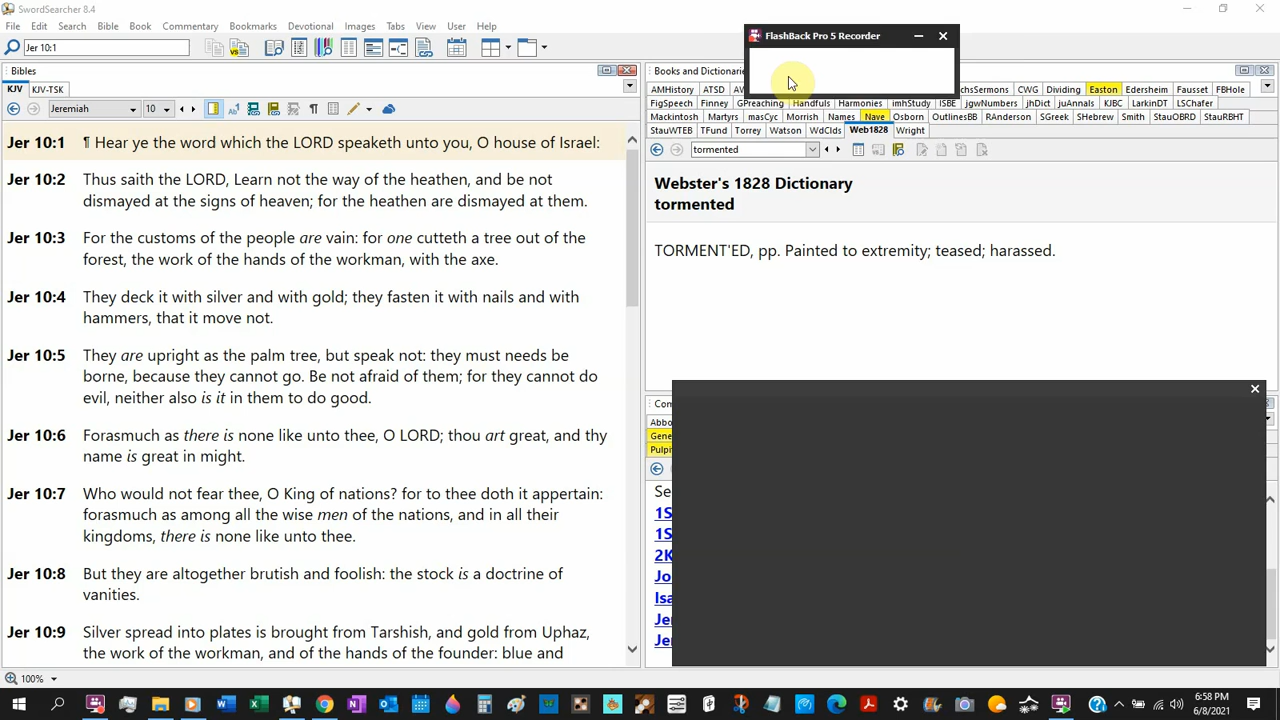 SwordSearcher 8.4
File Edit Search Bible Book Commentary Bookmarks Devotional Images Tabs View User Help
Jer 10:1
FlashBack Pro 5 Recorder
Bibles
KJV KJV-TSK
Jeremiah 10
Jer 10:1 ¶ Hear ye the word which the LORD speaketh unto you, O house of Israel:
Jer 10:2 Thus saith the LORD, Learn not the way of the heathen, and be not
dismayed at the signs of heaven; for the heathen are dismayed at them.
Jer 10:3 For the customs of the people are vain: for one cutteth a tree out of the
forest, the work of the hands of the workman, with the axe.
Jer 10:4 They deck it with silver and with gold; they fasten it with nails and with
hammers, that it move not.
Jer 10:5 They are upright as the palm tree, but speak not: they must needs be
borne, because they cannot go. Be not afraid of them; for they cannot do
evil, neither also is it in them to do good.
Jer 10:6 Forasmuch as there is none like unto thee, O LORD; thou art great, and thy
name is great in might.
Jer 10:7 Who would not fear thee, O King of nations? for to thee doth it appertain:
forasmuch as among all the wise men of the nations, and in all their
kingdoms, there is none like unto thee.
Jer 10:8 But they are altogether brutish and foolish: the stock is a doctrine of
vanities.
Jer 10:9 Silver spread into plates is brought from Tarshish, and gold from Uphaz,
the work of the workman, and of the hands of the founder: blue and
100%
Books and Dictionarie
AMHistory ATSD AV chsSermons CWG Dividing Easton Edersheim Fausset FBHole
FigSpeech Finney GPreaching Handfuls Harmonies imhStudy ISBE jgwNumbers jhDict juAnnals KJBC LarkinDT LSChafer
Mackintosh Martyrs masCyc Morrish Names Nave Osborn OutlinesBB RAnderson SGreek SHebrew Smith StauOBRD StauRBHT
StauWTEB TFund Torrey Watson WdClds Web1828 Wright
tormented
Webster's 1828 Dictionary
tormented
TORMENT'ED, pp. Painted to extremity; teased; harassed.
Com
Abbo
Gene
Pulpi
Se
1S
1S
2K
Jo
Isa
Je
Je
6:58 PM
6/8/2021